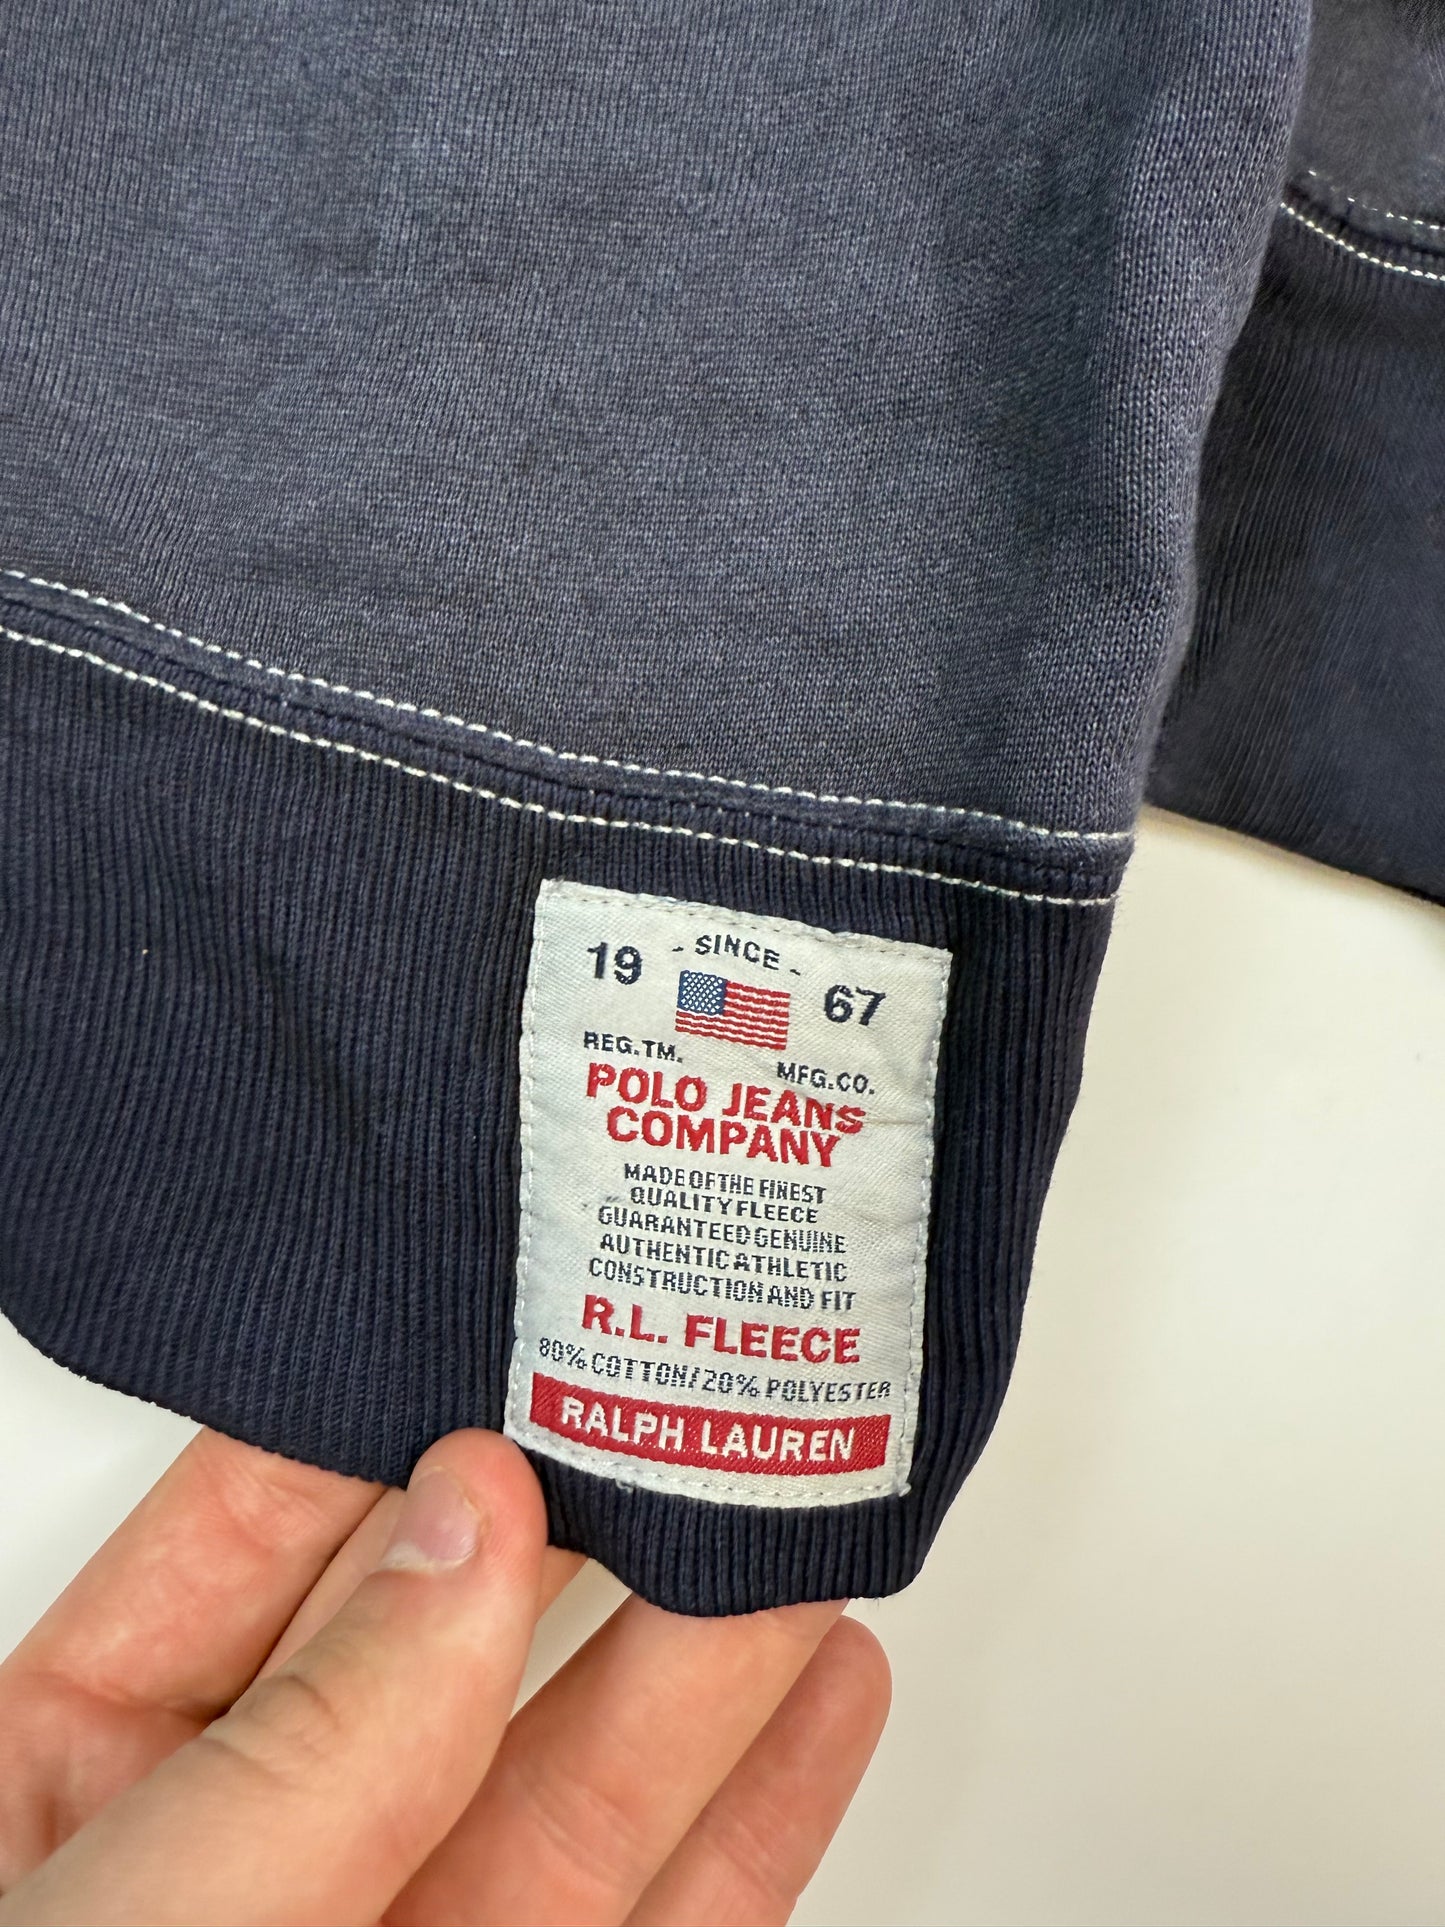 - SINCE -
19 67
REG.TM. MFG.CO.
POLO JEANS
COMPANY
MADE OF THE FINEST
QUALITY FLEECE
GUARANTEED GENUINE
AUTHENTIC ATHLETIC
CONSTRUCTION AND FIT
R.L. FLEECE
80% COTTON/20% POLYESTER
RALPH LAUREN